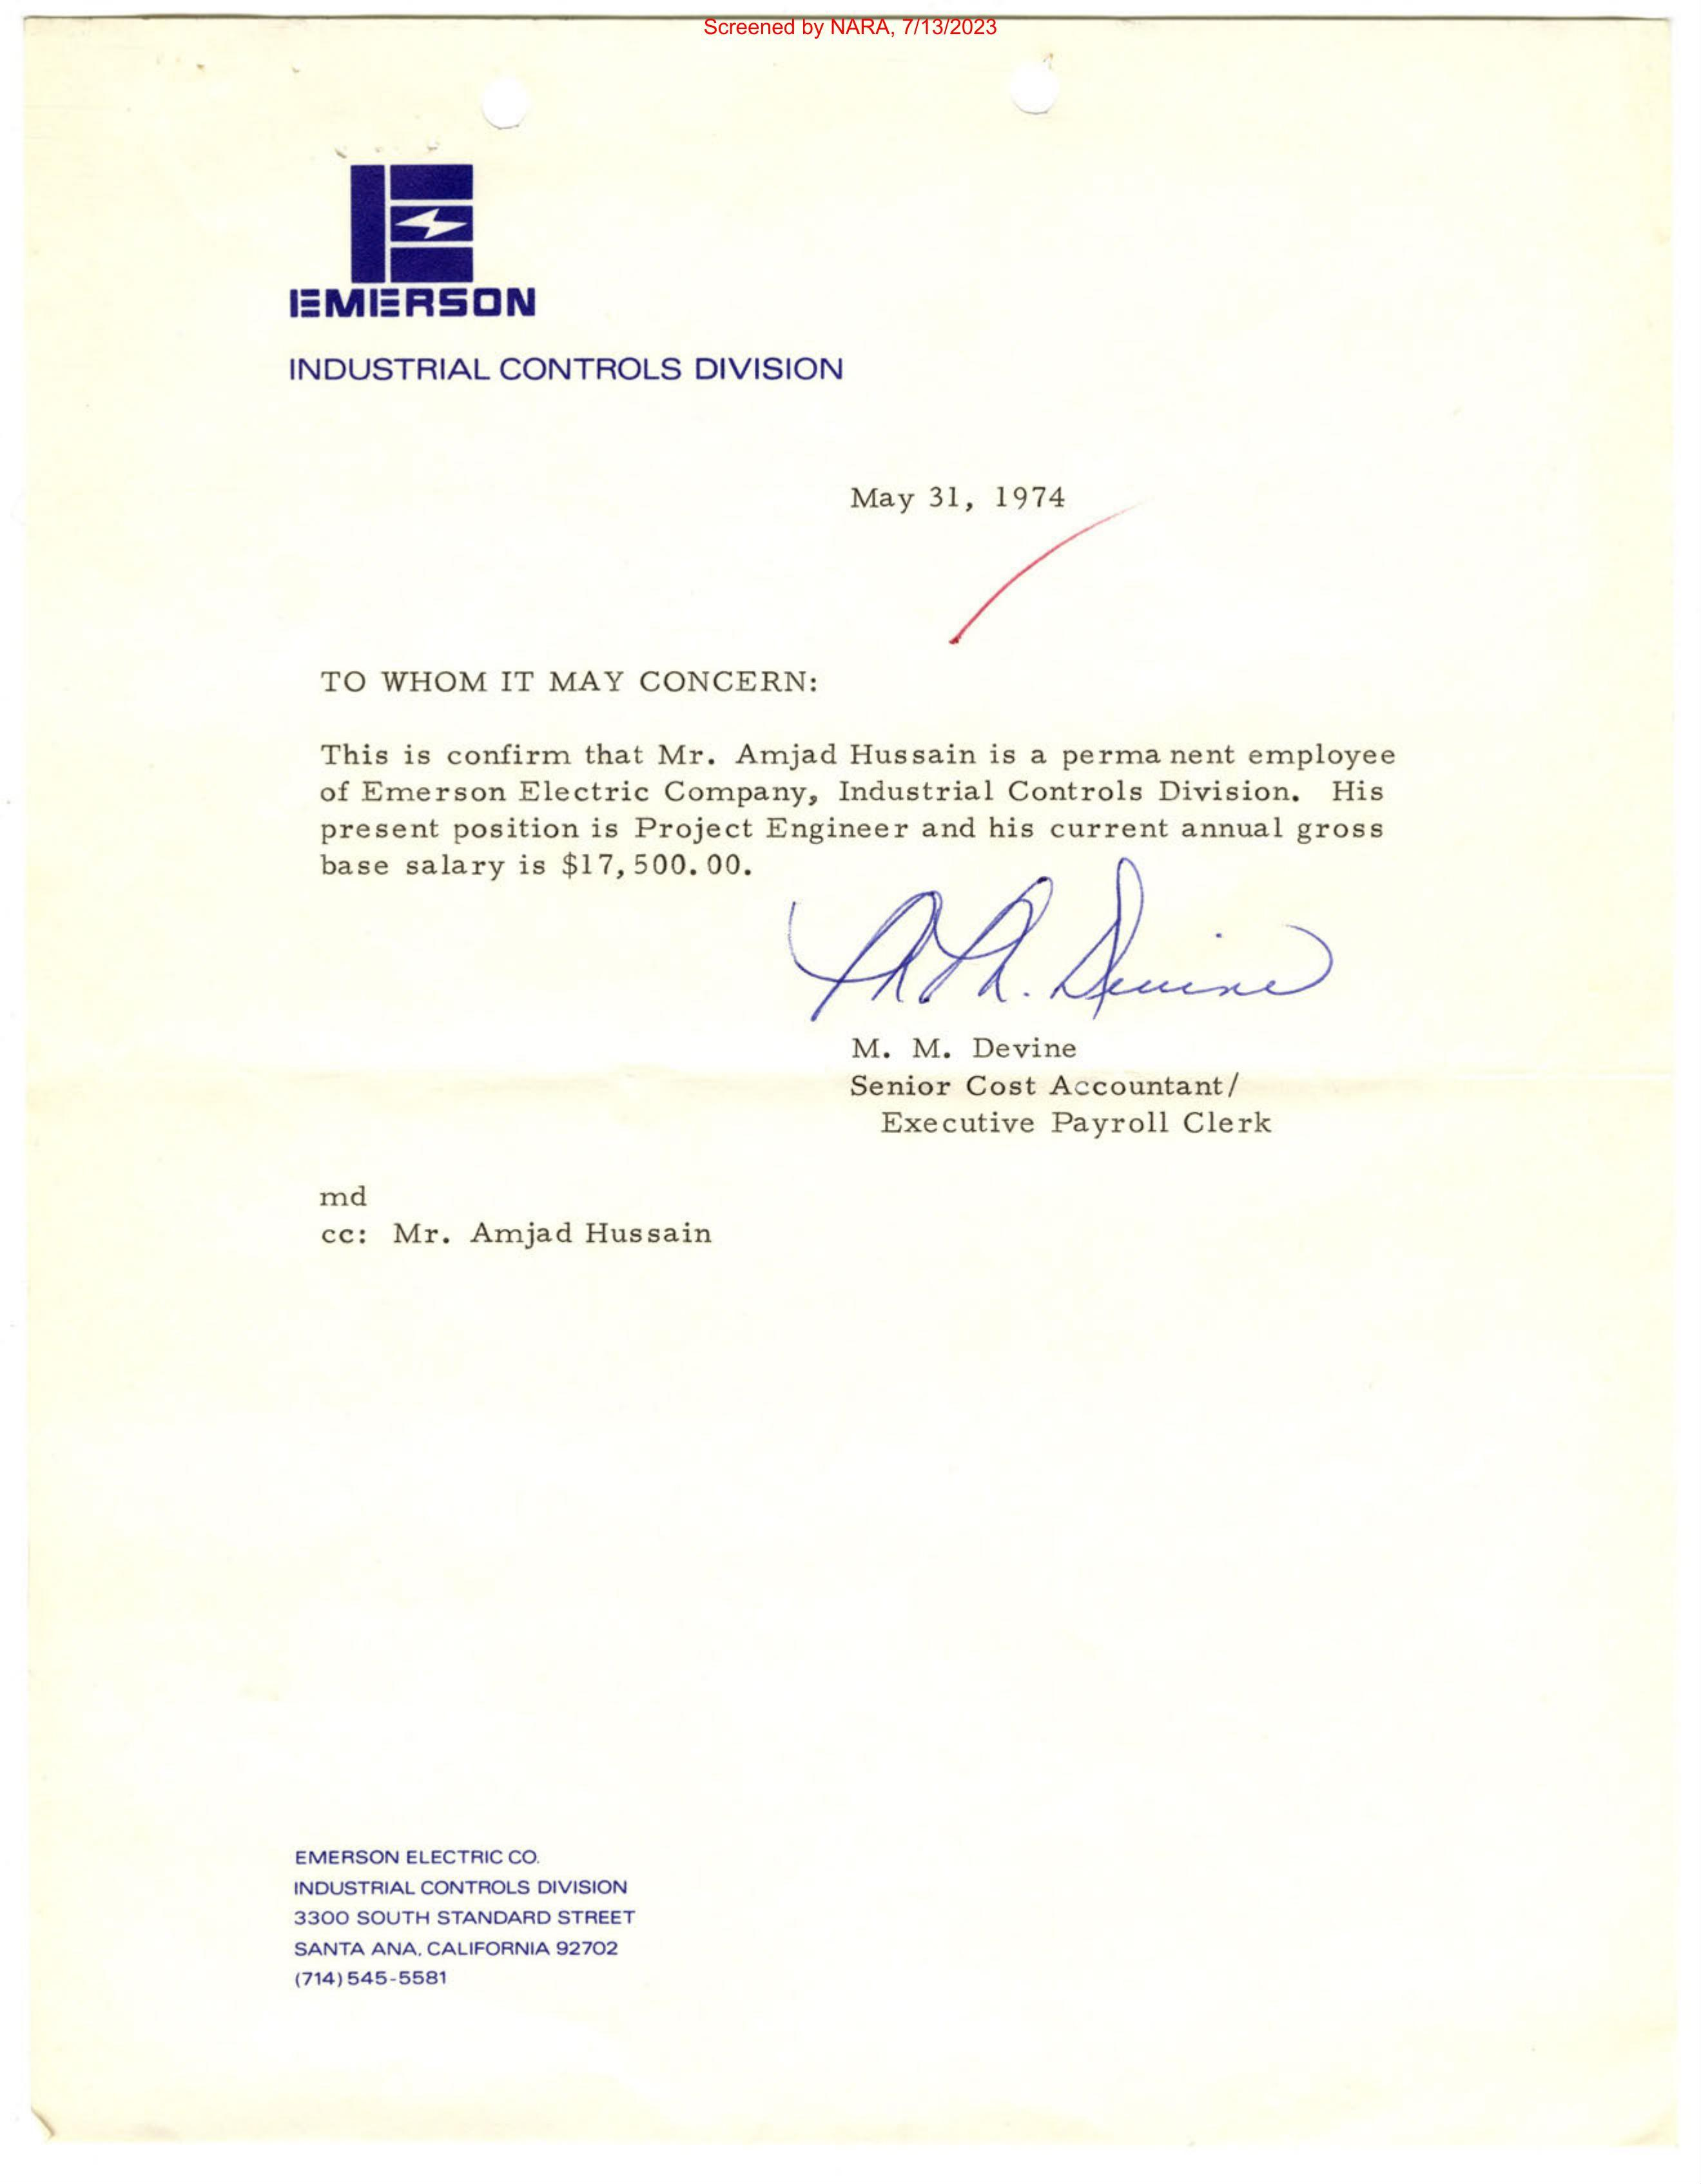 Screened by NARA, 7/13/2023
EMERSON
INDUSTRIAL CONTROLS DIVISION
May 31, 1974
TO WHOM IT MAY CONCERN:
This is confirm that Mr. Amjad Hussain is a perma nent employee
of Emerson Electric Company, Industrial Controls Division. His
present position is Project Engineer and his current annual gross
base salary is $17,500.00.
M. M. Devine
M. M. Devine
Senior Cost Accountant/
Executive Payroll Clerk
md
cc: Mr. Amjad Hussain
EMERSON ELECTRIC CO.
INDUSTRIAL CONTROLS DIVISION
3300 SOUTH STANDARD STREET
SANTA ANA, CALIFORNIA 92702
(714) 545-5581